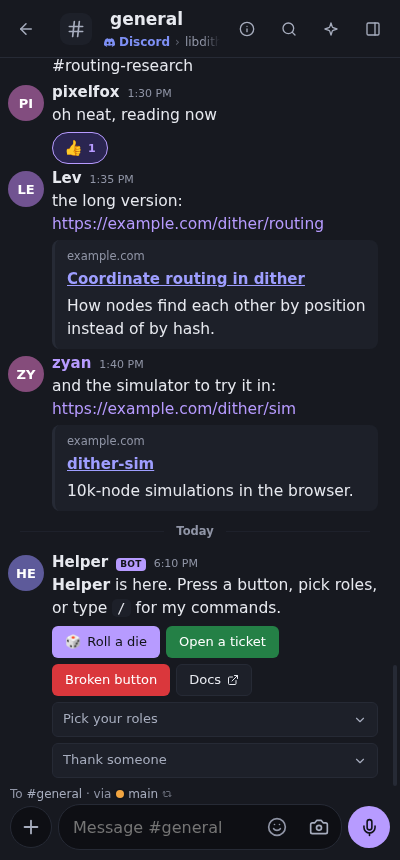 general
Discord › libdit
#routing-research
PI
pixelfox 1:30 PM
oh neat, reading now
👍 1
LE
Lev 1:35 PM
the long version:
https://example.com/dither/routing
example.com
Coordinate routing in dither
How nodes find each other by position
instead of by hash.
ZY
zyan 1:40 PM
and the simulator to try it in:
https://example.com/dither/sim
example.com
dither-sim
10k-node simulations in the browser.
Today
HE
Helper BOT 6:10 PM
Helper is here. Press a button, pick roles,
or type / for my commands.
🎲 Roll a die
Open a ticket
Broken button
Docs
Pick your roles
Thank someone
To #general · via main
Message #general